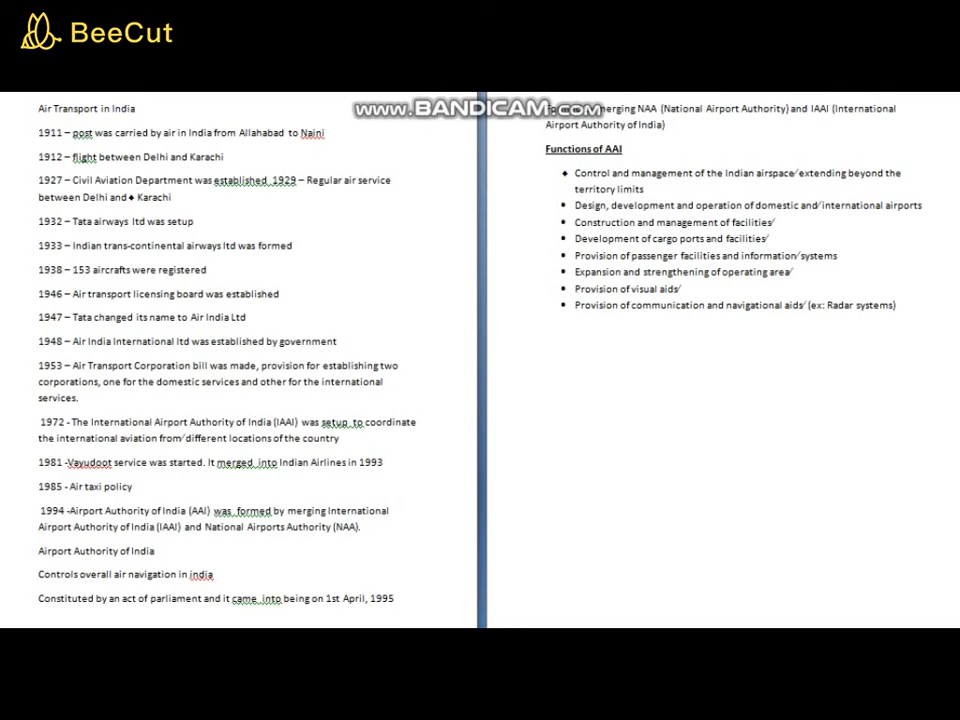 BeeCut
www.BANDICAM.com
Air Transport in India
1911 – post was carried by air in India from Allahabad to Naini
1912 – flight between Delhi and Karachi
1927 – Civil Aviation Department was established 1929 – Regular air service
between Delhi and♦ Karachi
1932 – Tata airways ltd was setup
1933 – Indian trans-continental airways ltd was formed
1938 – 153 aircrafts were registered
1946 – Air transport licensing board was established
1947 – Tata changed its name to Air India Ltd
1948 – Air India International ltd was established by government
1953 – Air Transport Corporation bill was made, provision for establishing two
corporations, one for the domestic services and other for the international
services.
1972 - The International Airport Authority of India (IAAI) was setup to coordinate
the international aviation from⁄different locations of the country
1981 -Vayudoot service was started. It merged into Indian Airlines in 1993
1985 - Air taxi policy
1994 -Airport Authority of India (AAI) was formed by merging International
Airport Authority of India (IAAI) and National Airports Authority (NAA).
Airport Authority of India
Controls overall air navigation in india
Constituted by an act of parliament and it came into being on 1st April, 1995
merging NAA (National Airport Authority) and IAAI (International
Airport Authority of India)
Functions of AAI
♦ Control and management of the Indian airspace⁄extending beyond the
territory limits
• Design, development and operation of domestic and⁄international airports
• Construction and management of facilities⁄
• Development of cargo ports and facilities⁄
• Provision of passenger facilities and information⁄systems
• Expansion and strengthening of operating area⁄
• Provision of visual aids⁄
• Provision of communication and navigational aids⁄(ex: Radar systems)